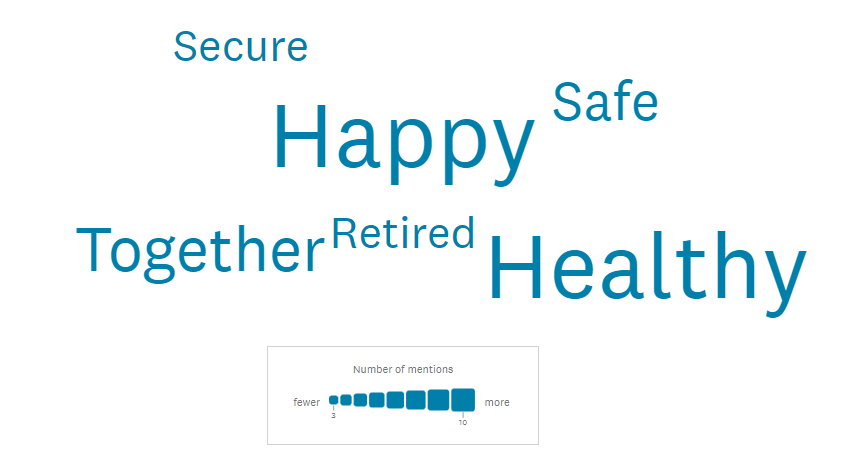 Secure
Safe
Happy
Together
Retired
Healthy
Number of mentions
fewer
more
3
10